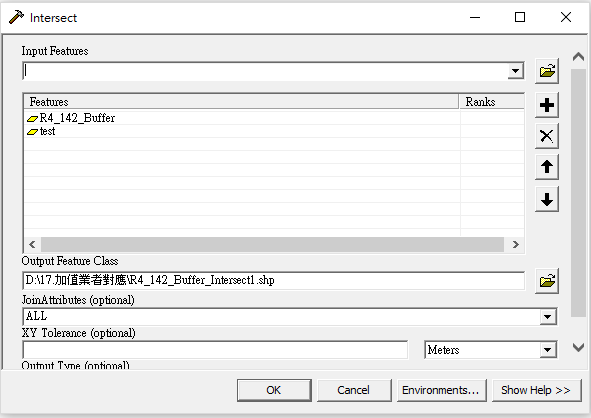 Intersect
Input Features
Features Ranks
R4_142_Buffer
test
Output Feature Class
D:\17.加值業者對應\R4_142_Buffer_Intersect1.shp
JoinAttributes (optional)
ALL
XY Tolerance (optional)
Meters
Output Type (optional)
OK Cancel Environments... Show Help >>